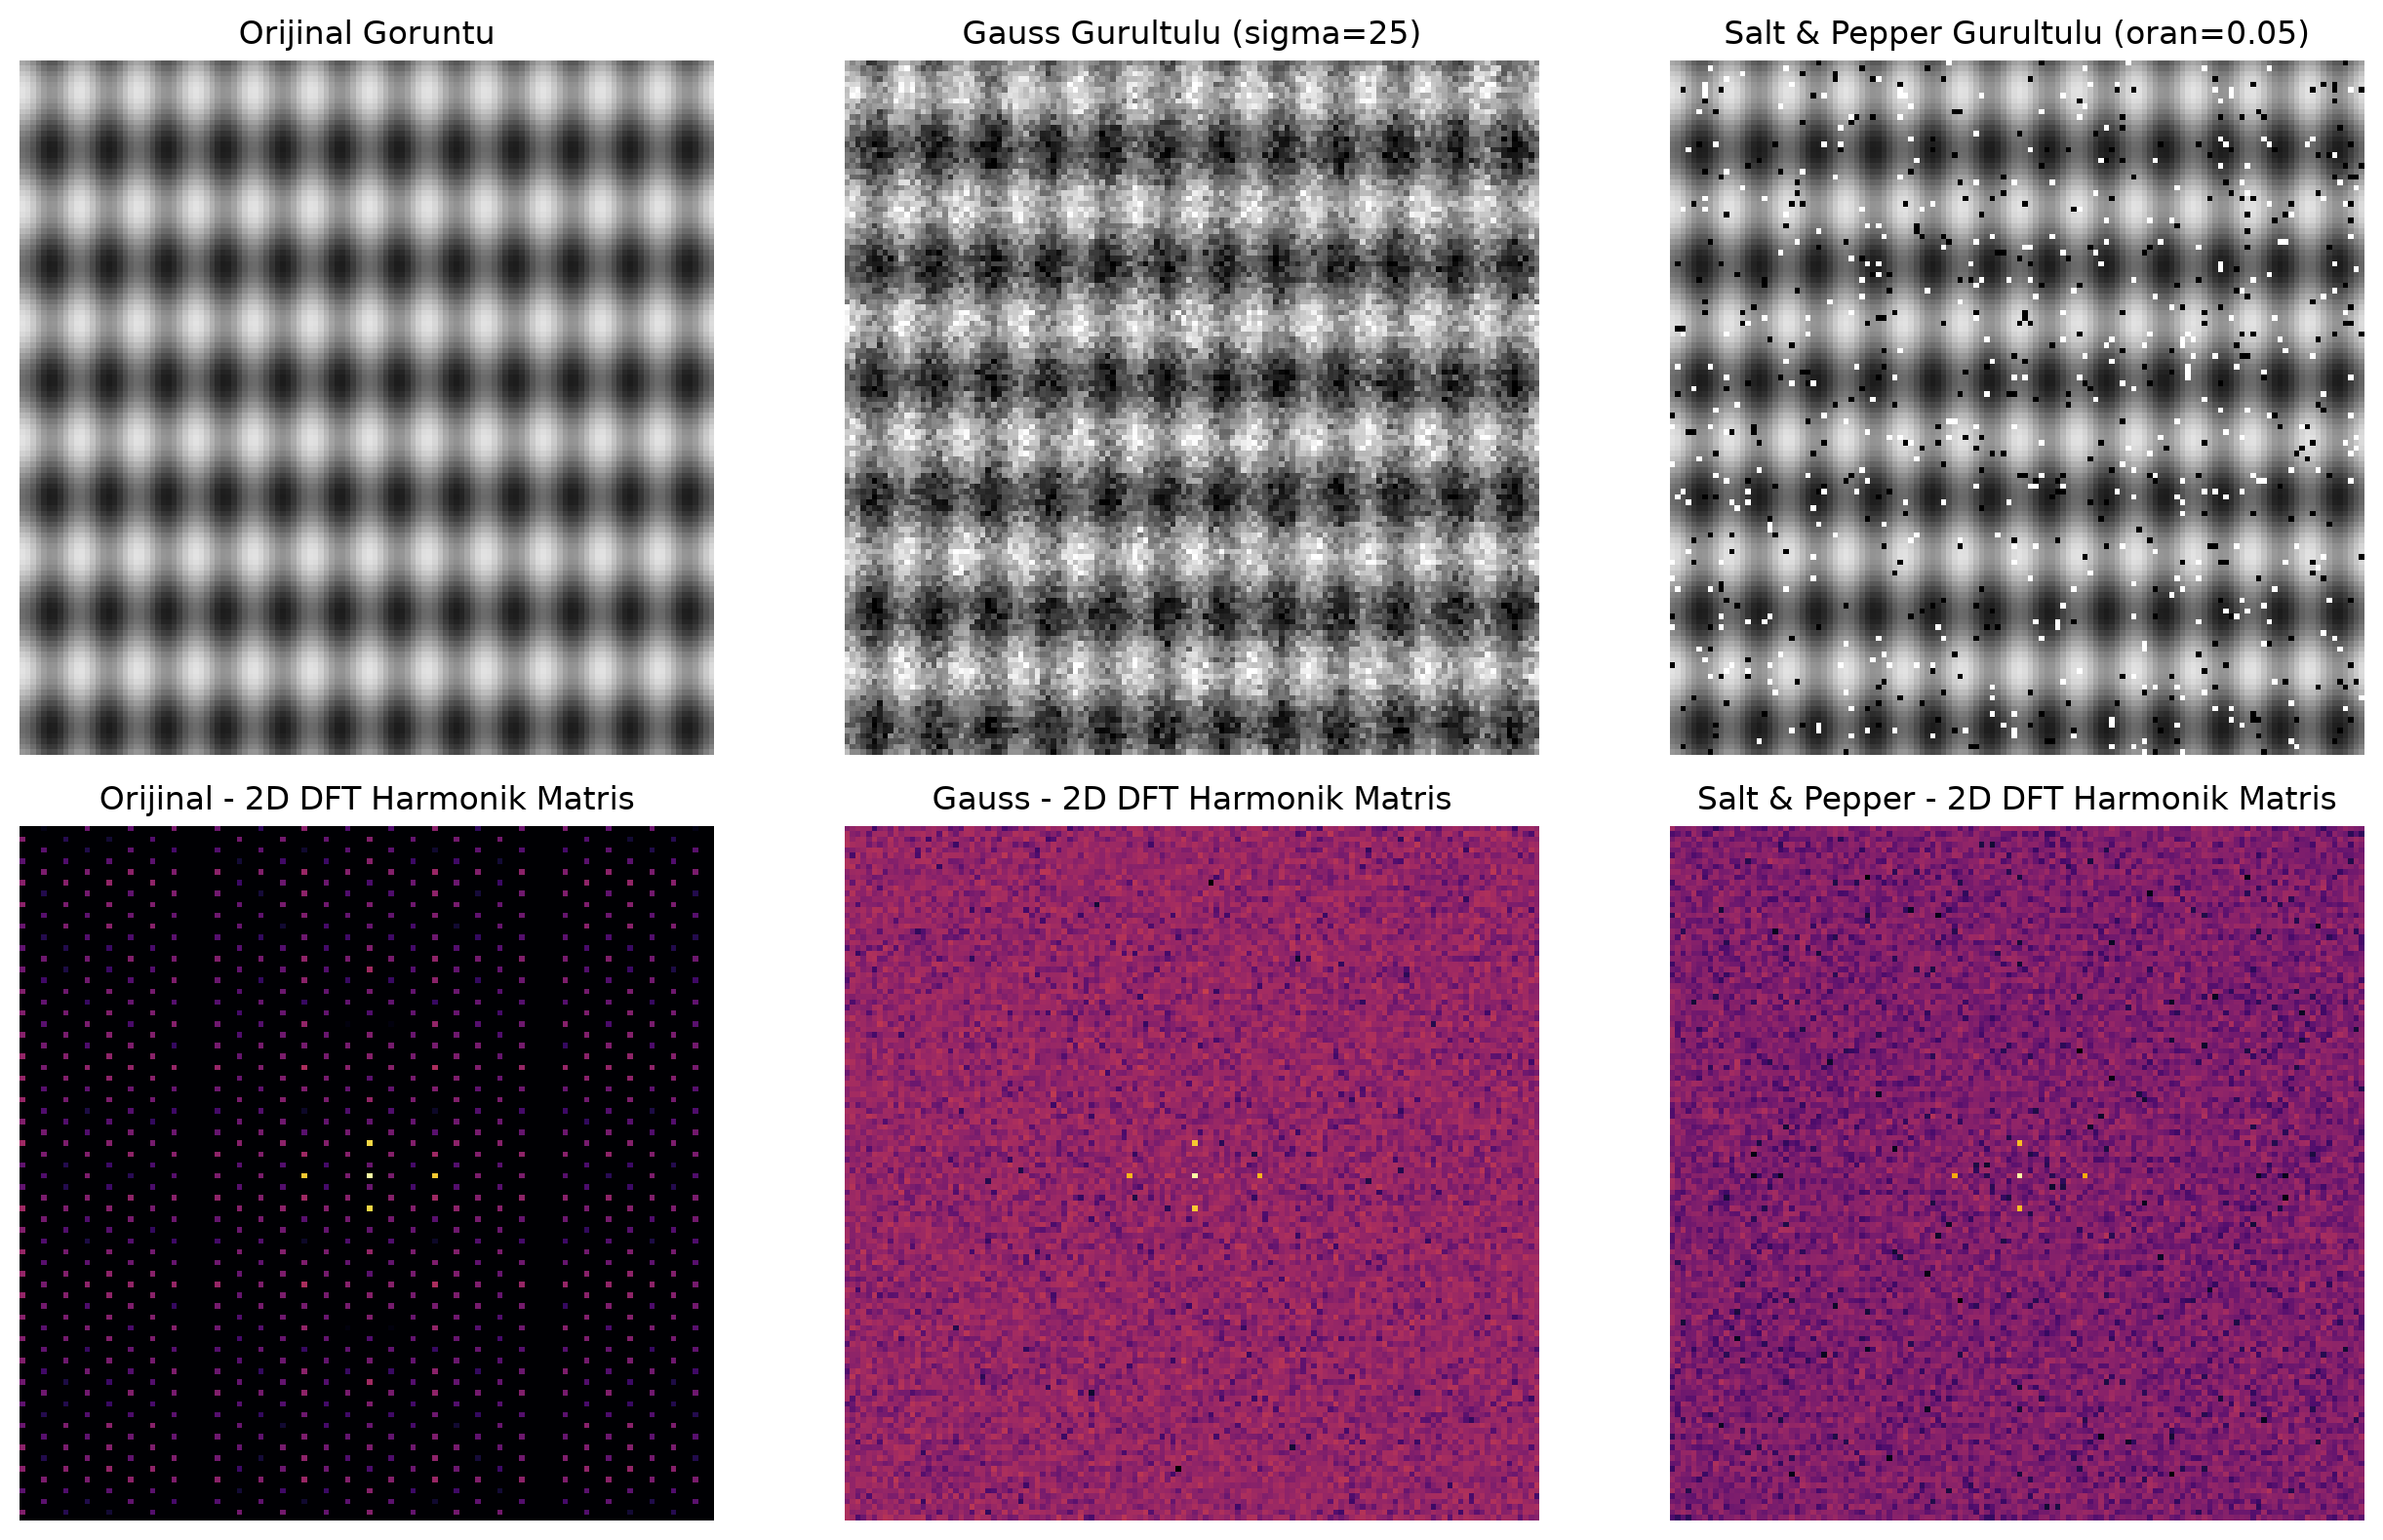 Orijinal Goruntu
Gauss Gurultulu (sigma=25)
Salt & Pepper Gurultulu (oran=0.05)
Orijinal - 2D DFT Harmonik Matris
Gauss - 2D DFT Harmonik Matris
Salt & Pepper - 2D DFT Harmonik Matris